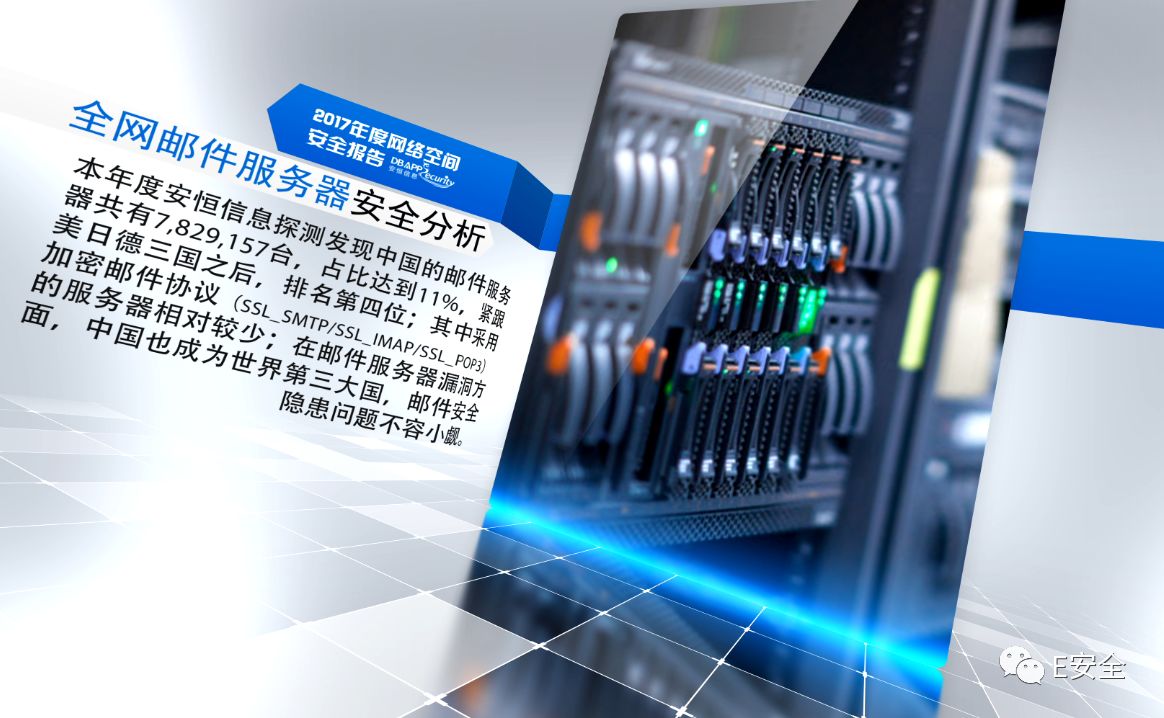 2017年度网络空间
安全报告 DBAPPSecurity
安恒信息
全网邮件服务器安全分析
本年度安恒信息探测发现中国的邮件服务
器共有7,829,157台，占比达到11%，紧跟
美日德三国之后，排名第四位；其中采用
加密邮件协议（SSL_SMTP/SSL_IMAP/SSL_POP3）
的服务器相对较少；在邮件服务器漏洞方
面，中国也成为世界第三大国，邮件安全
隐患问题不容小觑。
E安全